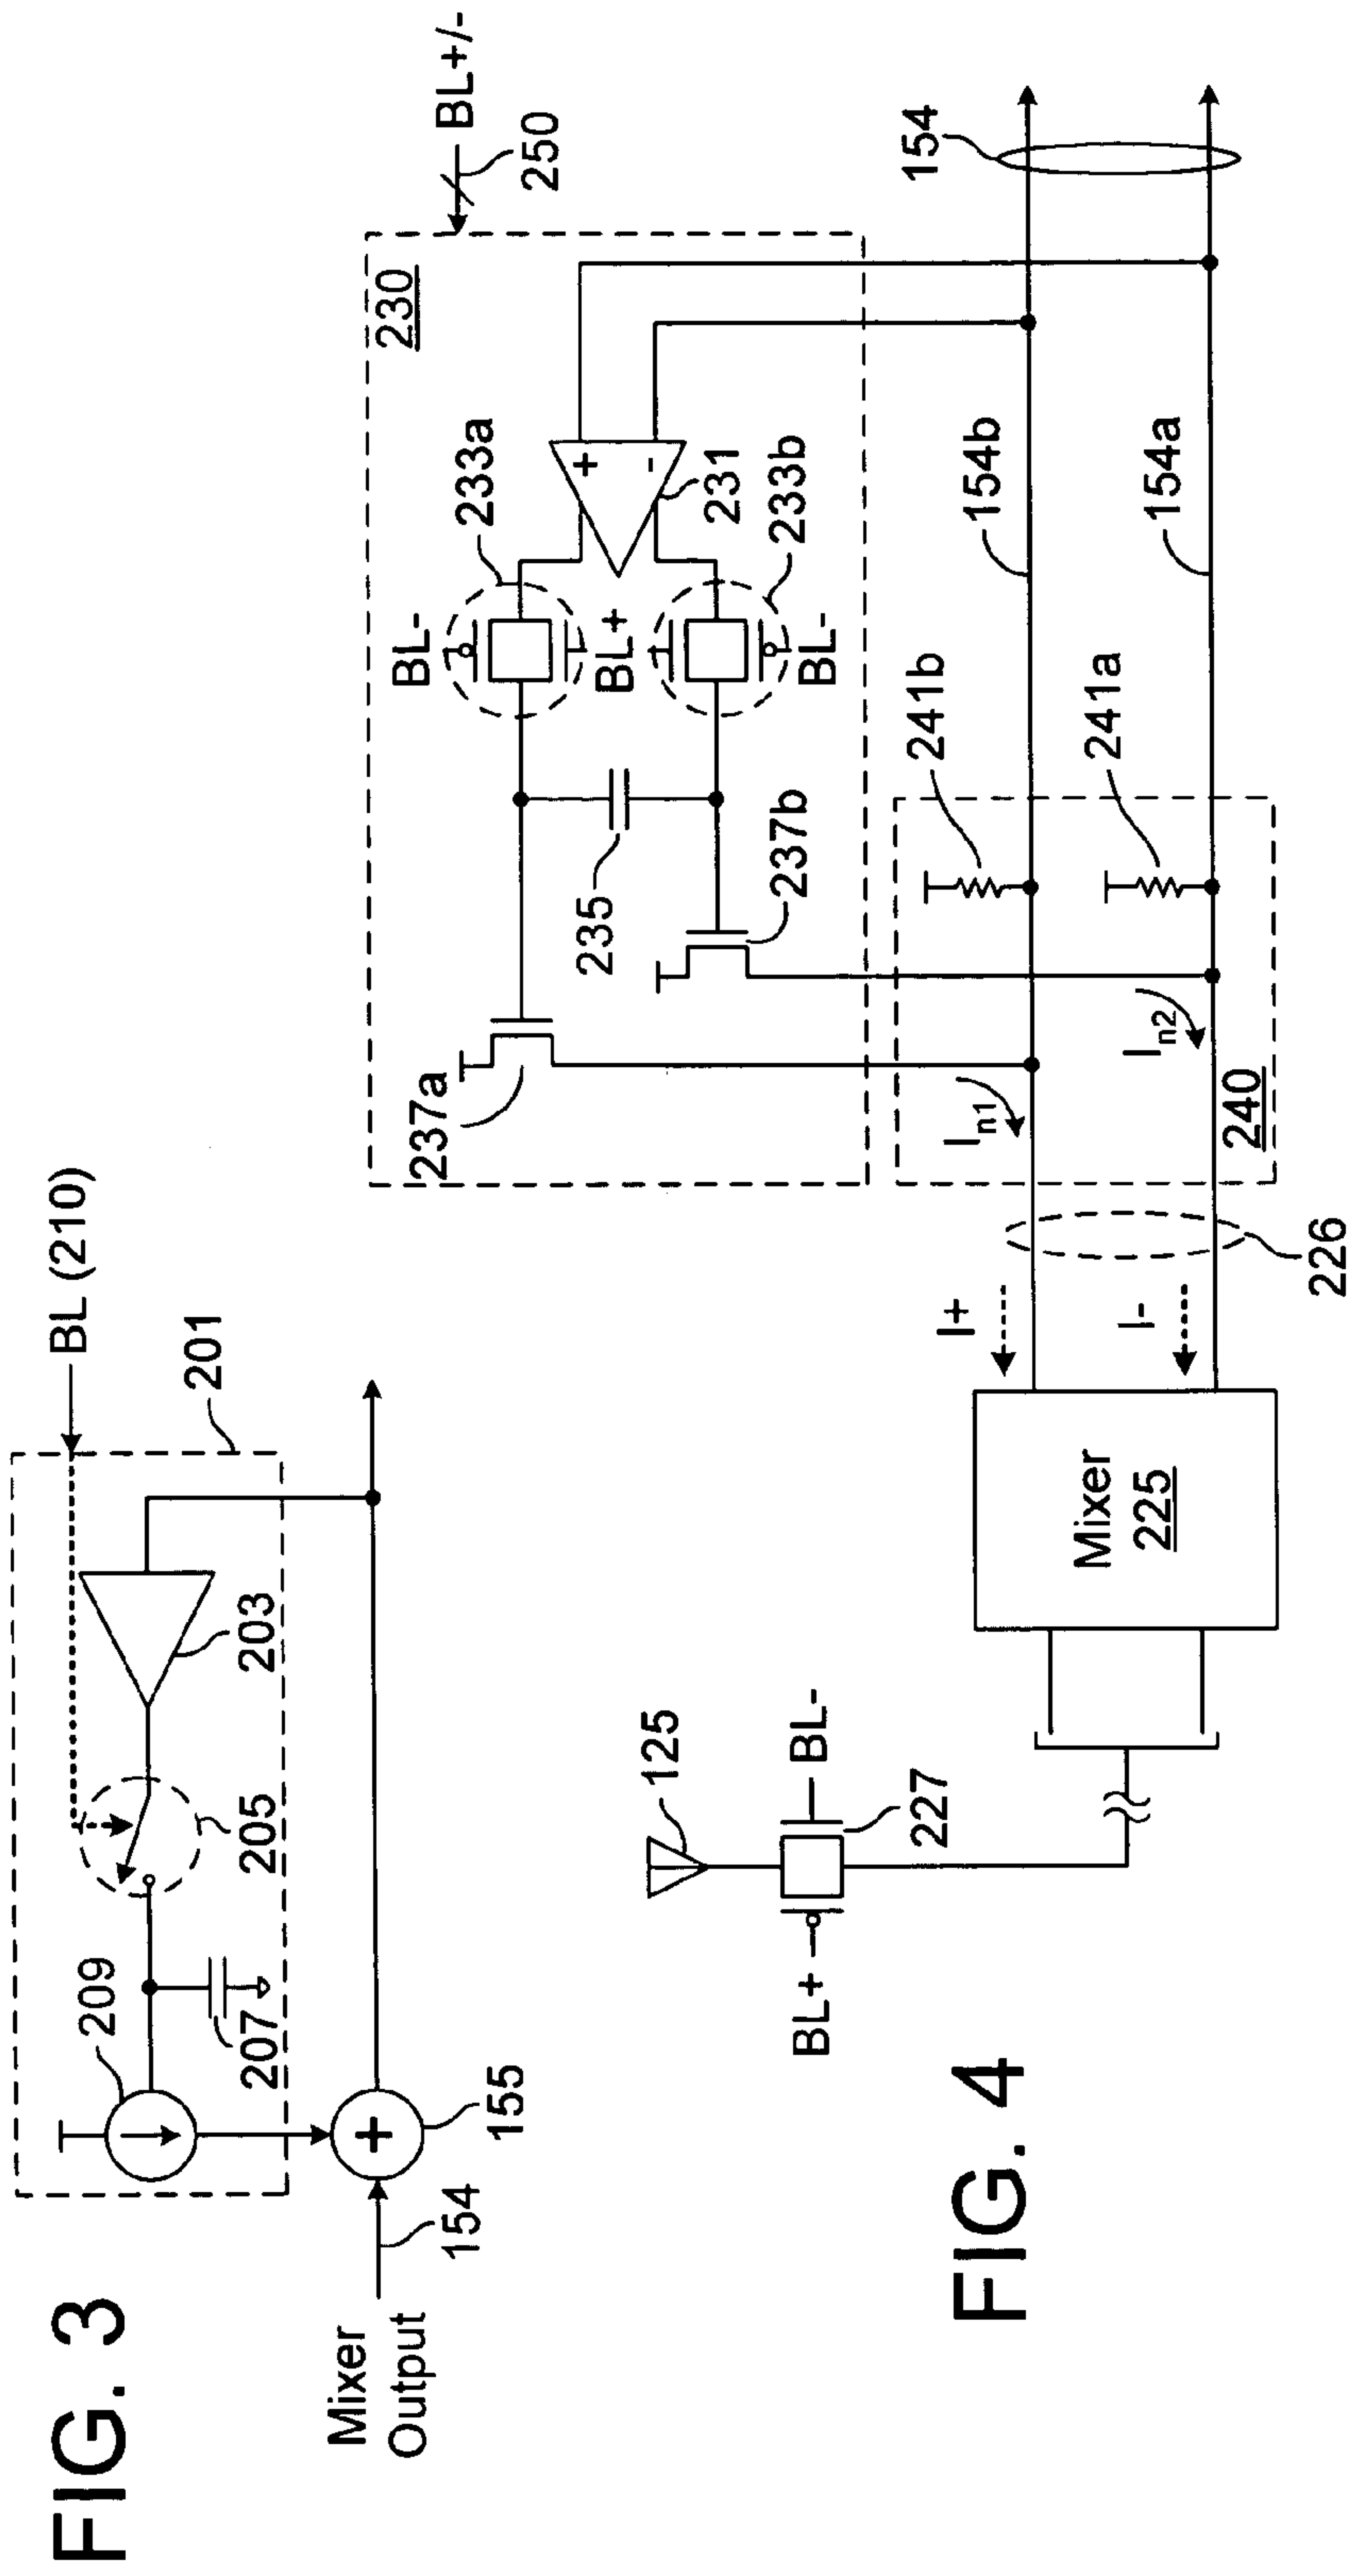 FIG. 3
BL (210)
201
203
205
209
207
155
154
Mixer
Output
FIG. 4
BL+/-
250
230
233a
BL-
+
-
231
BL+
233b
BL-
235
237a
237b
154
154b
154a
241b
241a
In1
In2
240
226
I+
I-
Mixer
225
125
BL+
BL-
227